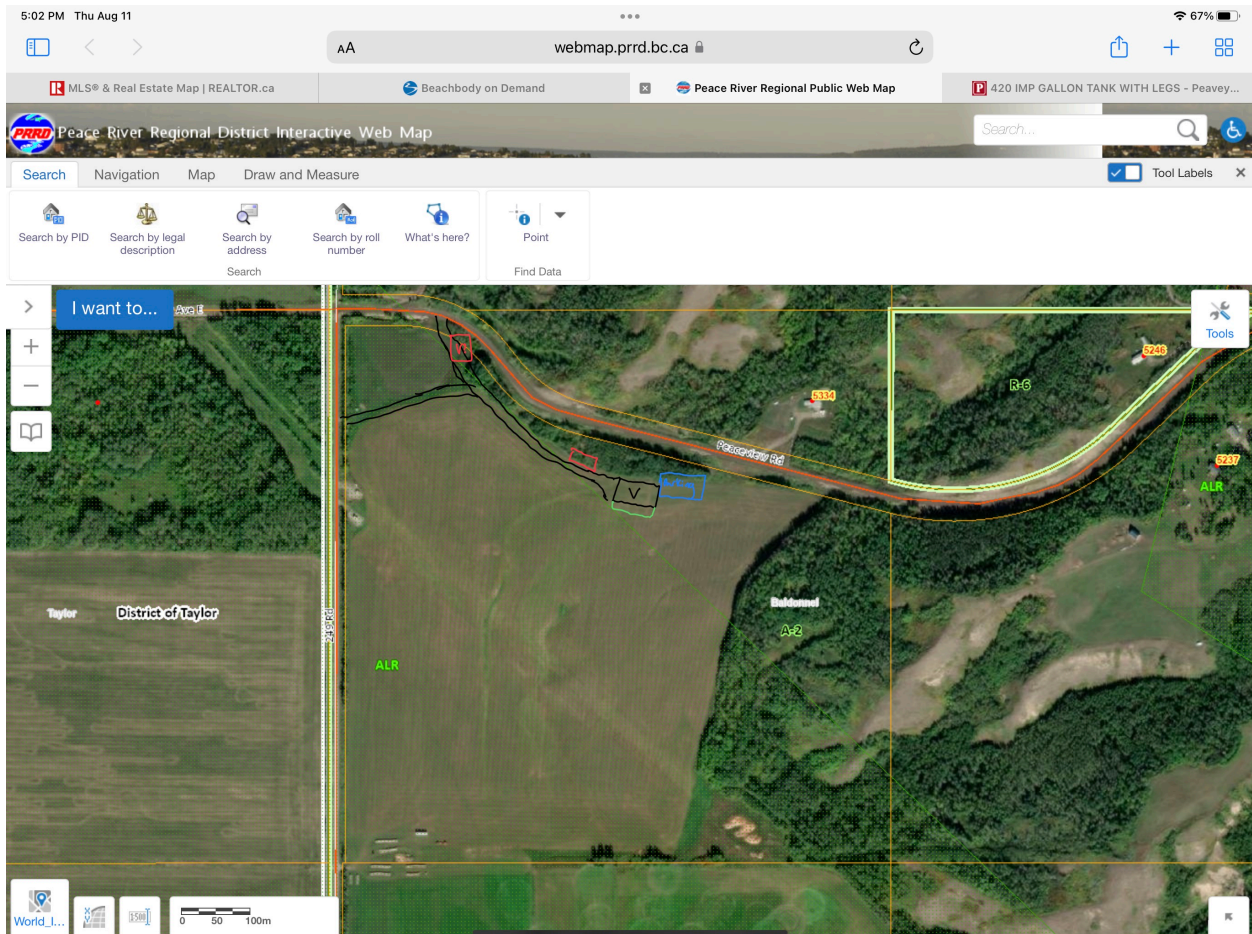 5:02 PM Thu Aug 11
67%
AA
webmap.prrd.bc.ca
MLS® & Real Estate Map | REALTOR.ca
Beachbody on Demand
Peace River Regional Public Web Map
420 IMP GALLON TANK WITH LEGS - Peavey...
PRRD
Peace River Regional District Interactive Web Map
Search...
Search
Navigation
Map
Draw and Measure
Tool Labels
Search by PID
Search by legal description
Search by address
Search by roll number
What's here?
Point
Search
Find Data
I want to...
Ave E
Tools
5246
R-6
5334
Peaceview Rd
5237
ALR
V
Baldonnel
A-2
Taylor
District of Taylor
249 Rd
ALR
World_I...
1500
0 50 100m